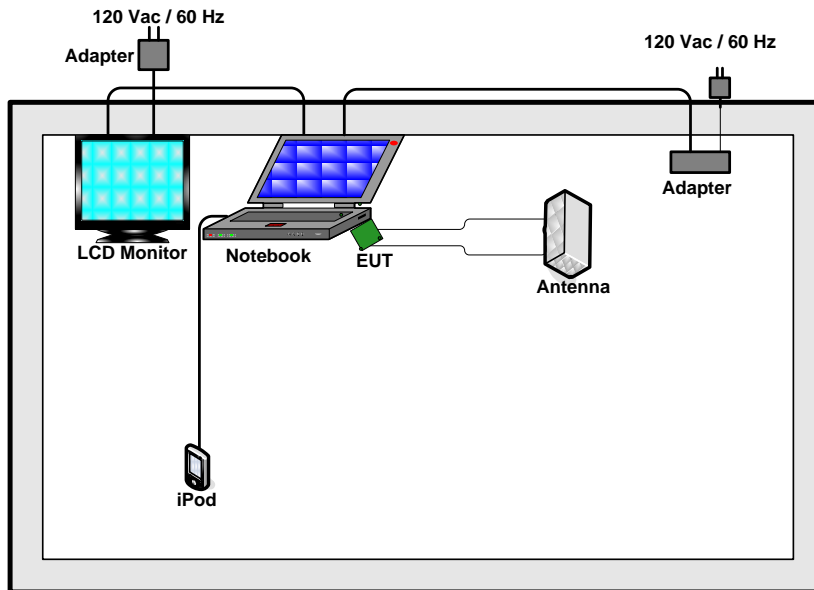 120 Vac / 60 Hz
Adapter
120 Vac / 60 Hz
Adapter
LCD Monitor
Notebook
EUT
Antenna
iPod